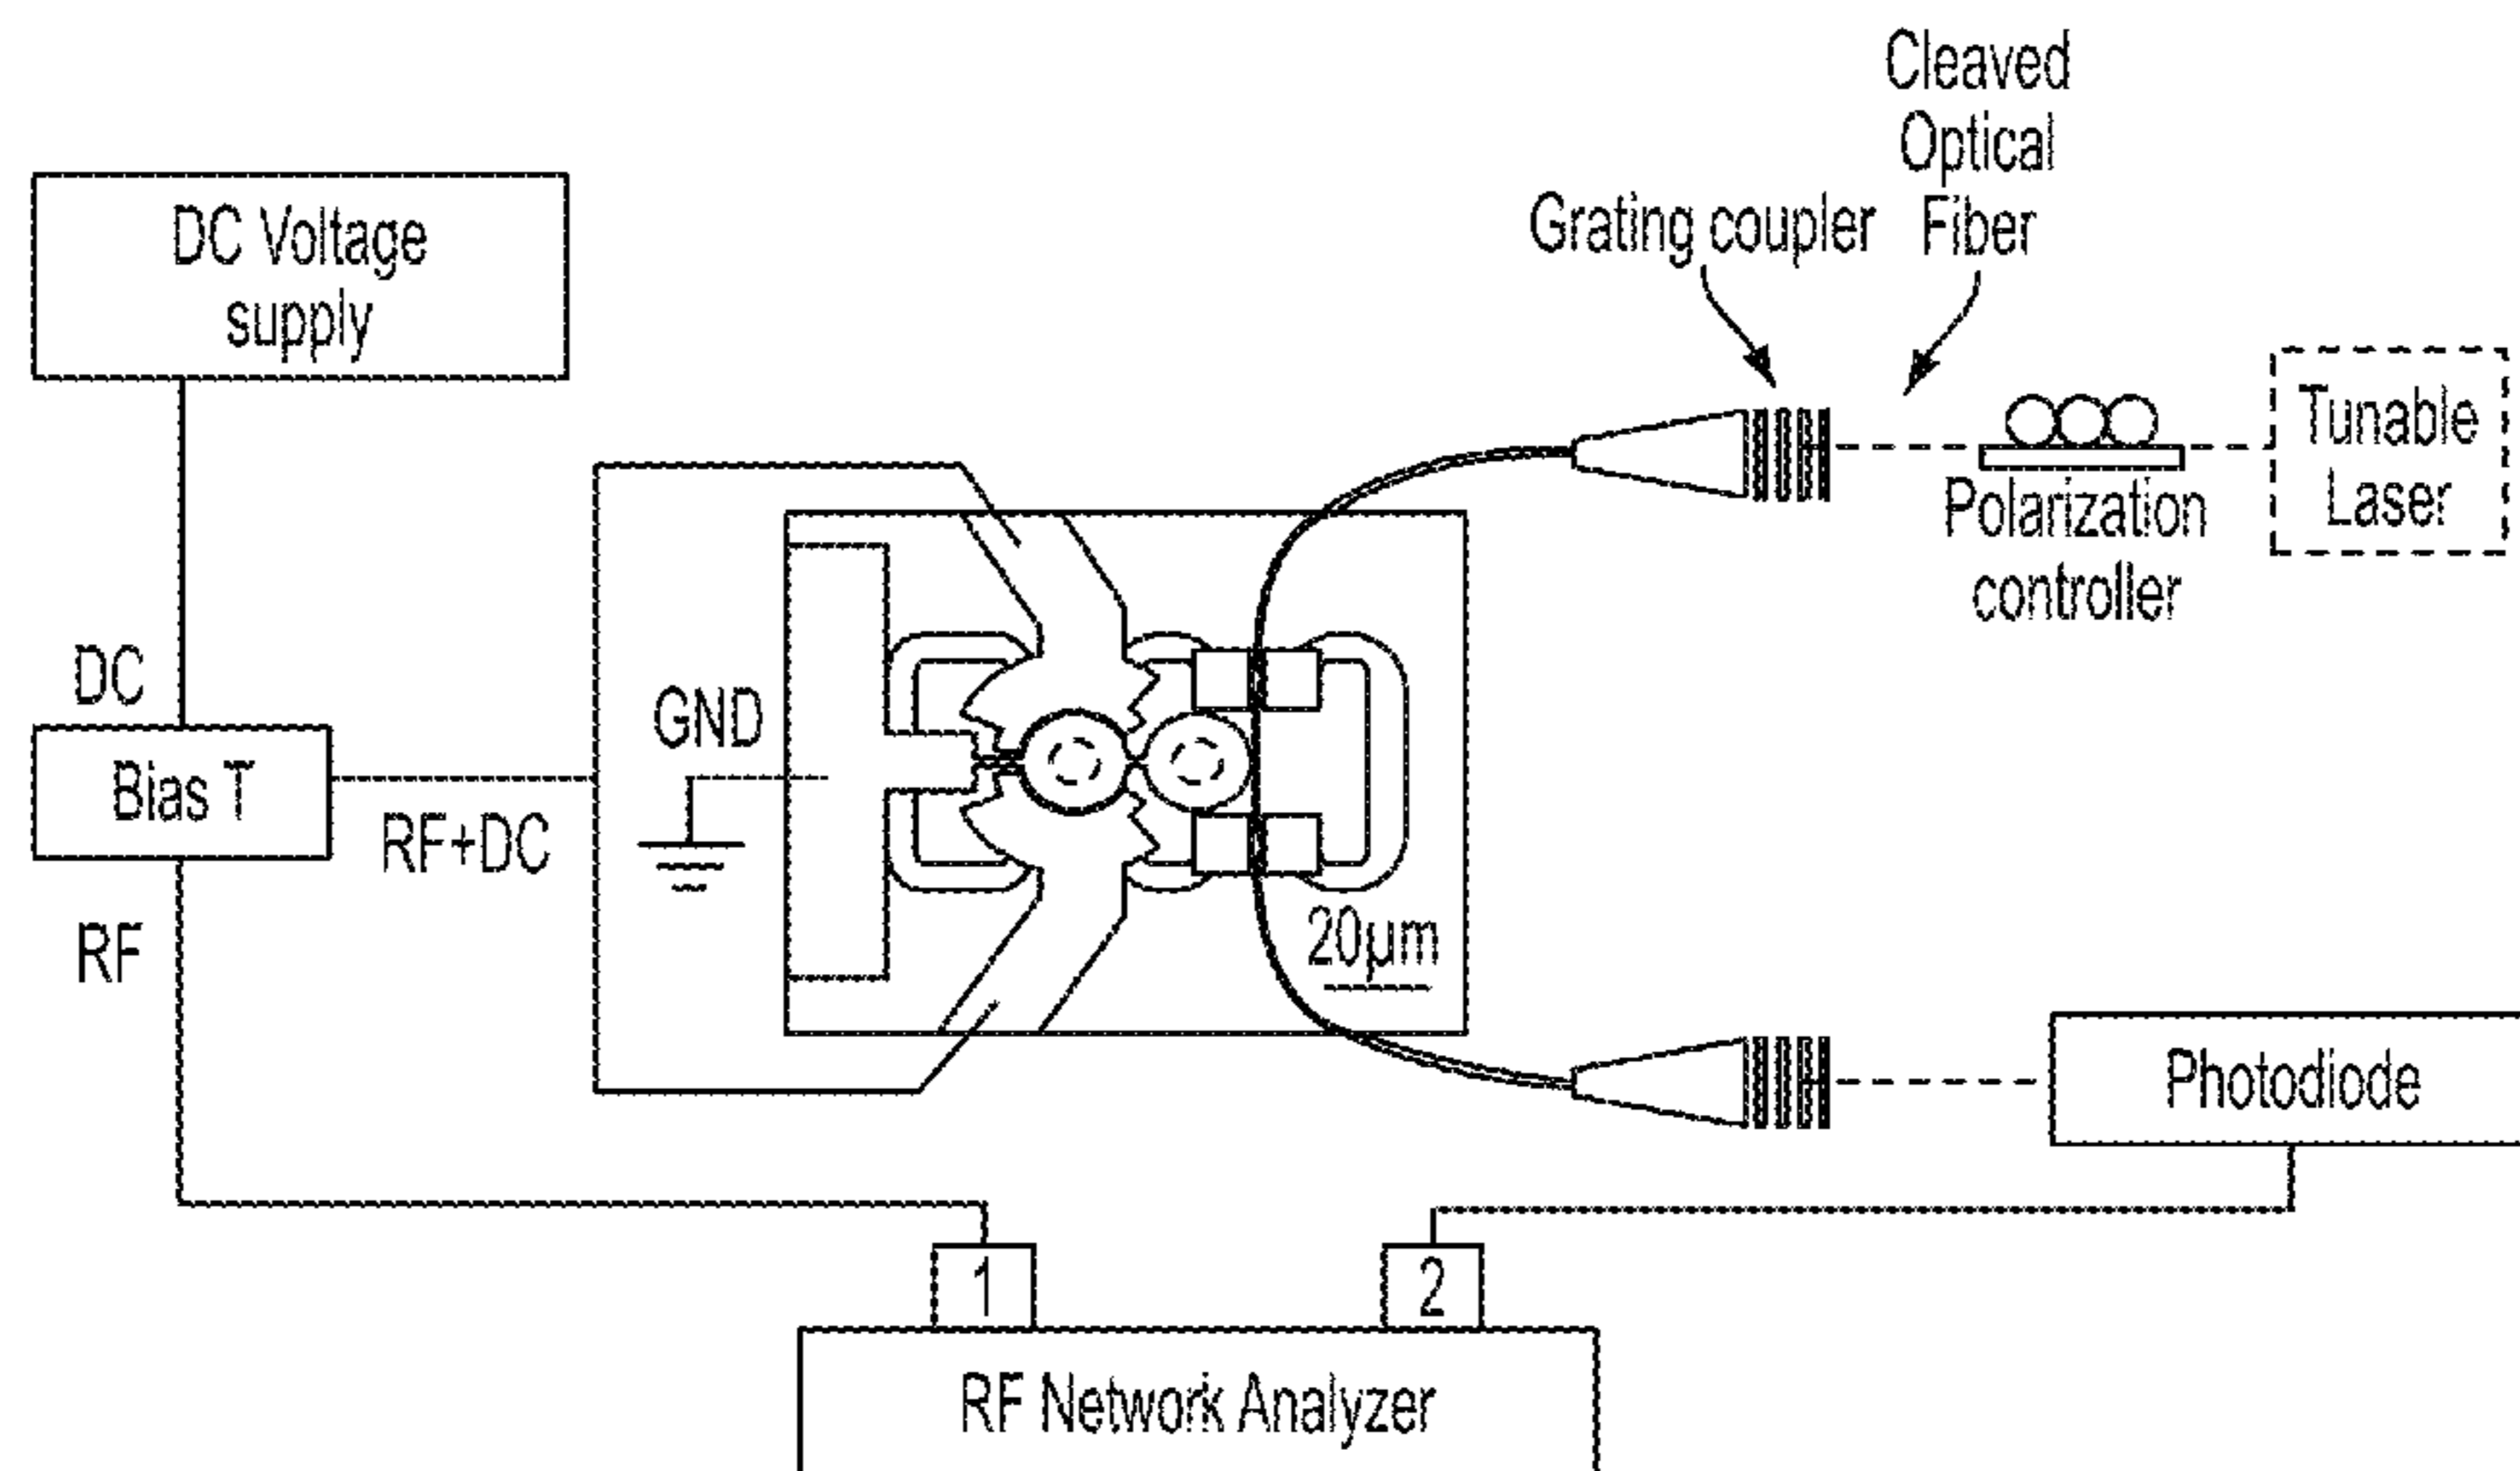 Cleaved
Optical
Fiber
Grating coupler
DC Voltage
supply
Tunable
Laser
Polarization
controller
DC
GND
Bias T
RF+DC
RF
20µm
Photodiode
1
2
RF Network Analyzer